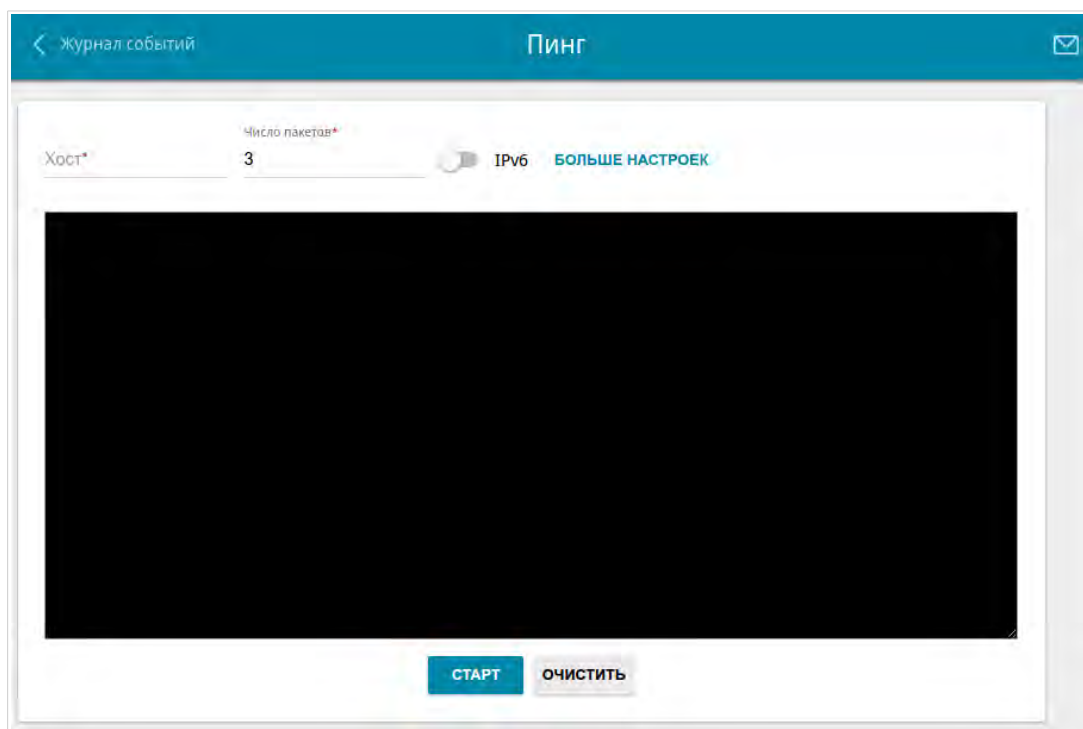 Журнал событий
Пинг
Число пакетов*
Хост*
3
IPv6
БОЛЬШЕ НАСТРОЕК
СТАРТ
ОЧИСТИТЬ